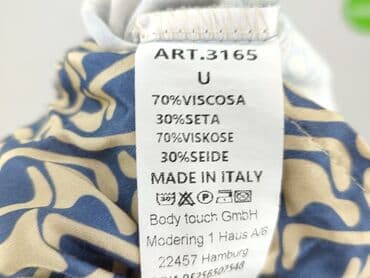 ART.3165
U
70%VISCOSA
30%SETA
70%VISKOSE
30%SEIDE
MADE IN ITALY
30°
Body touch GmbH
Modering 1 Haus A/6
22457 Hamburg